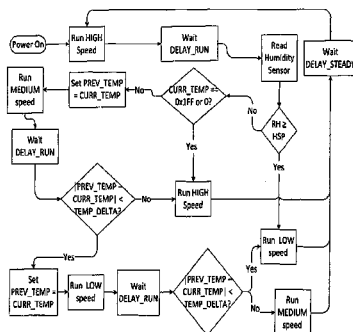 Power On
Run HIGH
Speed
Wait
DELAY_RUN
Read
Humidity
Sensor
Wait
DELAY_STEADY
Run
MEDIUM
speed
Set PREV_TEMP
= CURR_TEMP
No
CURR_TEMP ==
0x1FF or 0?
No
RH ≥
HSP
Wait
DELAY_RUN
Yes
Yes
|PREV_TEMP −
CURR_TEMP| <
TEMP_DELTA?
No
Run HIGH
Speed
Run LOW
speed
Yes
Set
PREV_TEMP =
CURR_TEMP
Run LOW
speed
Wait
DELAY_RUN
|PREV_TEMP −
CURR_TEMP| <
TEMP_DELTA?
Yes
No
Run
MEDIUM
speed